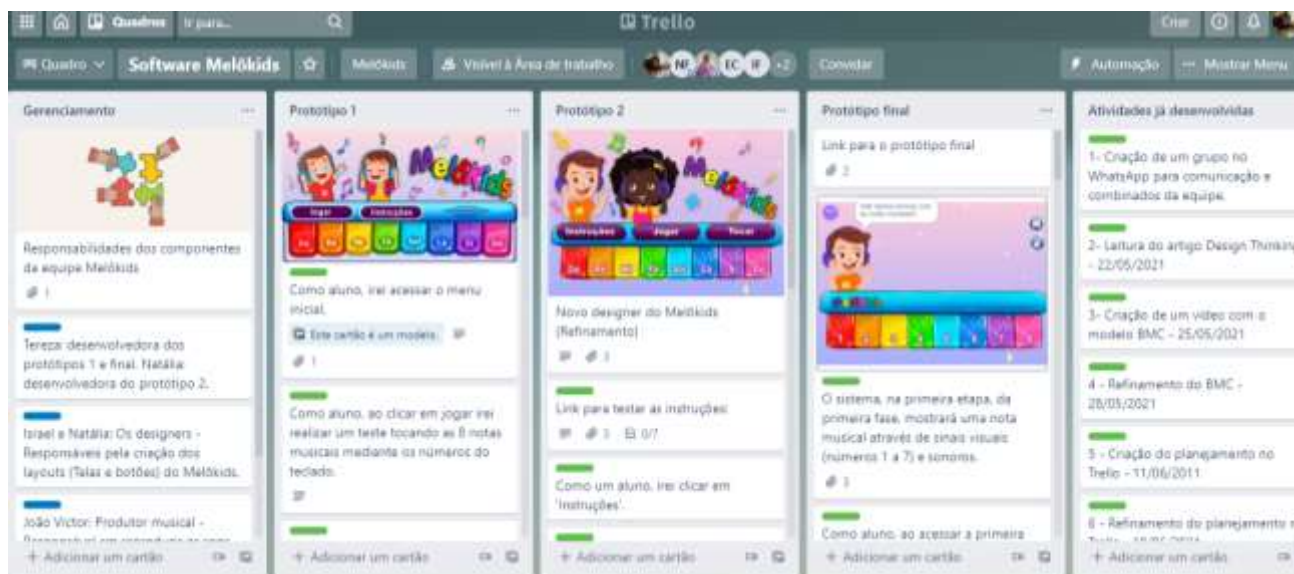 Quadros
Ir para...
Trello
Criar
Quadro
Software Melôkids
Melôkids
Visível à Área de trabalho
NF
EC
IF
+2
Convidar
Automação
Mostrar Menu
Gerenciamento
Responsabilidades dos componentes
da equipe Melôkids
1
Tereza: desenvolvedora dos
protótipos 1 e final. Natália:
desenvolvedora do protótipo 2.
Israel e Natália: Os designers -
Responsáveis pela criação dos
layouts (Telas e botões) do Melôkids.
João Victor: Produtor musical -
+ Adicionar um cartão
Protótipo 1
Melôkids
Jogar
Instruções
Como aluno, irei acessar o menu
inicial.
Este cartão é um modelo.
1
Como aluno, ao clicar em jogar irei
realizar um teste tocando as 8 notas
musicais mediante os números do
teclado.
+ Adicionar um cartão
Protótipo 2
Melôkids
Instruções
Jogar
Tocar
Novo designer do Melôkids
(Refinamento)
3
Link para testar as instruções:
3
0/7
Como um aluno, irei clicar em
'Instruções'.
+ Adicionar um cartão
Protótipo final
Link para o protótipo final
2
O sistema, na primeira etapa, da
primeira fase, mostrará uma nota
musical através de sinais visuais
(números 1 a 7) e sonoros.
3
Como aluno, ao acessar a primeira
+ Adicionar um cartão
Atividades já desenvolvidas
1- Criação de um grupo no
WhatsApp para comunicação e
combinados da equipe.
2- Leitura do artigo Design Thinking
- 22/05/2021
3- Criação de um vídeo com o
modelo BMC - 25/05/2021
4 - Refinamento do BMC -
28/05/2021
5 - Criação do planejamento no
Trello - 11/06/2011
6 - Refinamento do planejamento
+ Adicionar um cartão